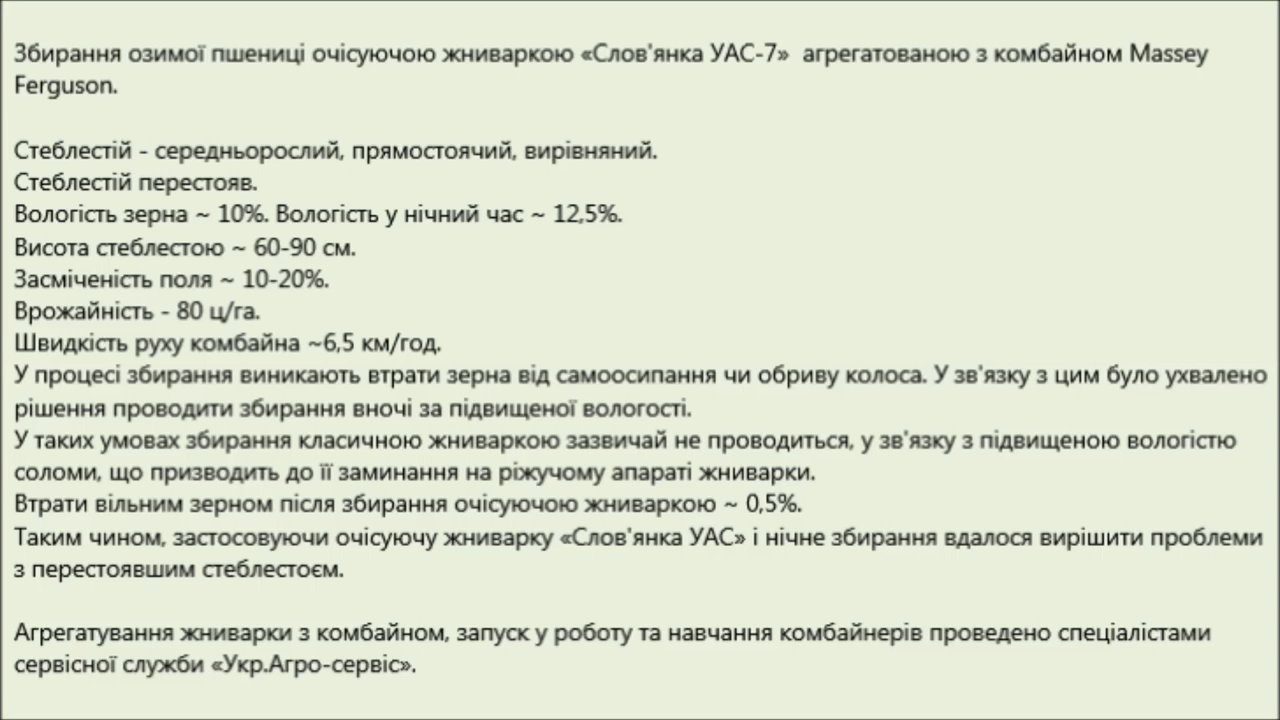 Збирання озимої пшениці очісуючою жниваркою «Слов'янка УАС-7»  агрегатованою з комбайном Massey
Ferguson.
Стеблестій - середньорослий, прямостоячий, вирівняний.
Стеблестій перестояв.
Вологість зерна ~ 10%. Вологість у нічний час ~ 12,5%.
Висота стеблестою ~ 60-90 см.
Засміченість поля ~ 10-20%.
Врожайність - 80 ц/га.
Швидкість руху комбайна ~6,5 км/год.
У процесі збирання виникають втрати зерна від самоосипання чи обриву колоса. У зв'язку з цим було ухвалено
рішення проводити збирання вночі за підвищеної вологості.
У таких умовах збирання класичною жниваркою зазвичай не проводиться, у зв'язку з підвищеною вологістю
соломи, що призводить до її заминання на ріжучому апараті жниварки.
Втрати вільним зерном після збирання очісуючою жниваркою ~ 0,5%.
Таким чином, застосовуючи очісуючу жниварку «Слов'янка УАС» і нічне збирання вдалося вирішити проблеми
з перестоявшим стеблестоєм.
Агрегатування жниварки з комбайном, запуск у роботу та навчання комбайнерів проведено спеціалістами
сервісної служби «Укр.Агро-сервіс».